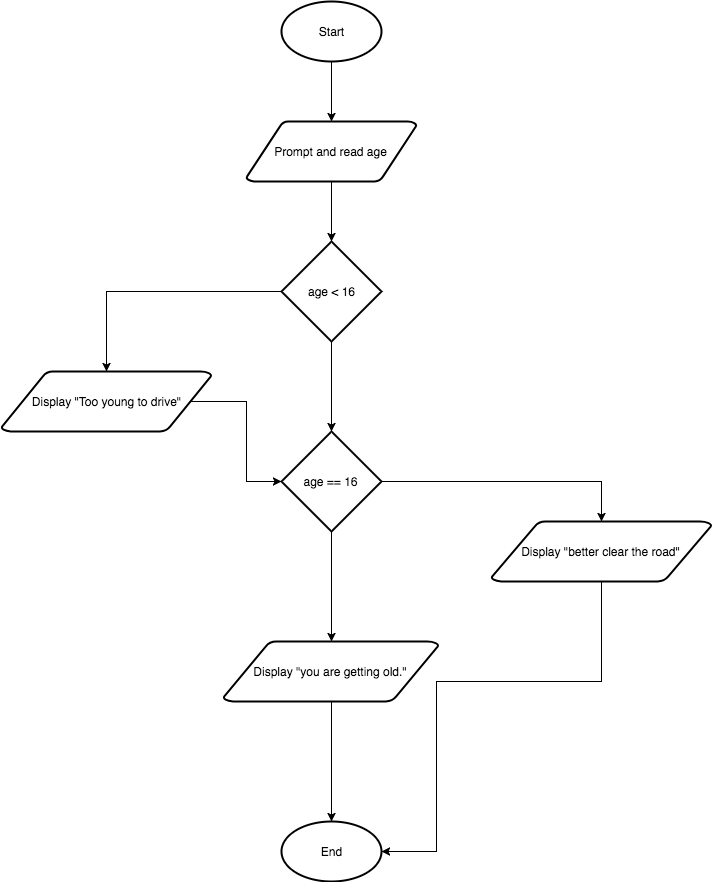 Start
Prompt and read age
age < 16
Display "Too young to drive"
age == 16
Display "better clear the road"
Display "you are getting old."
End